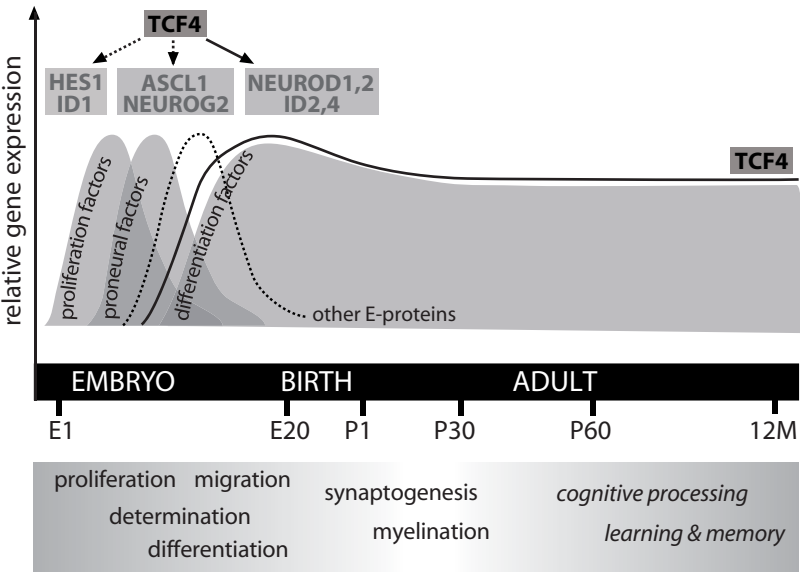 TCF4
HES1
ID1
ASCL1
NEUROG2
NEUROD1,2
ID2,4
relative gene expression
TCF4
proliferation factors
proneural factors
differentiation factors
other E-proteins
EMBRYO BIRTH ADULT
E1 E20 P1 P30 P60 12M
proliferation migration
determination
differentiation
synaptogenesis
myelination
cognitive processing
learning & memory